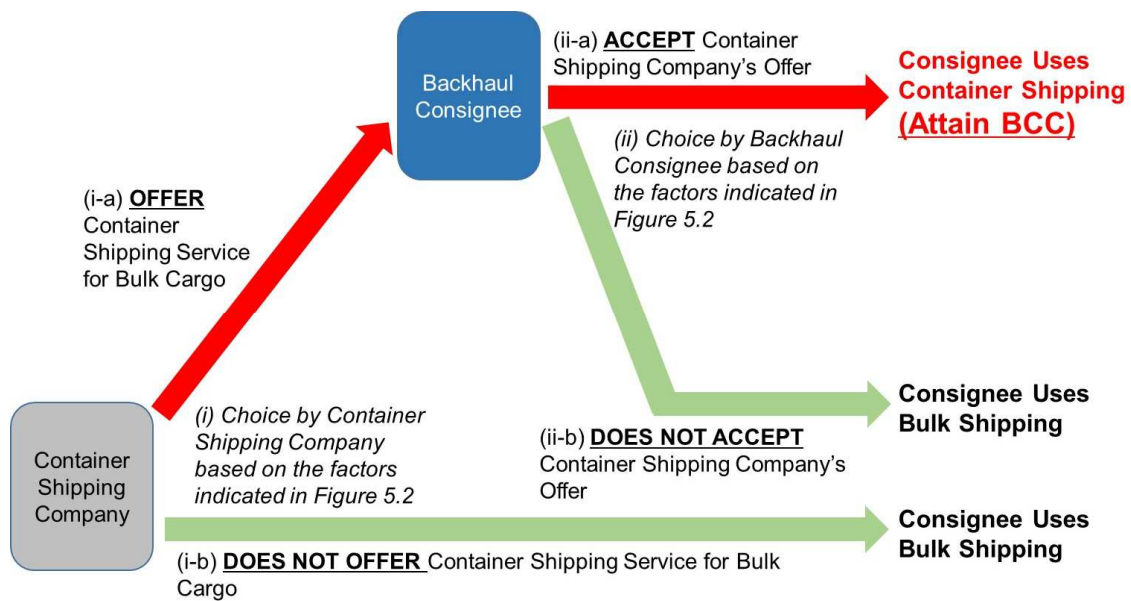 (ii-a) ACCEPT Container
Shipping Company's Offer
Backhaul
Consignee
Consignee Uses
Container Shipping
(Attain BCC)
(ii) Choice by Backhaul
Consignee based on
the factors indicated in
Figure 5.2
(i-a) OFFER
Container
Shipping Service
for Bulk Cargo
(i) Choice by Container
Shipping Company
based on the factors
indicated in Figure 5.2
Consignee Uses
Bulk Shipping
(ii-b) DOES NOT ACCEPT
Container Shipping Company's
Offer
Container
Shipping
Company
Consignee Uses
Bulk Shipping
(i-b) DOES NOT OFFER Container Shipping Service for Bulk
Cargo